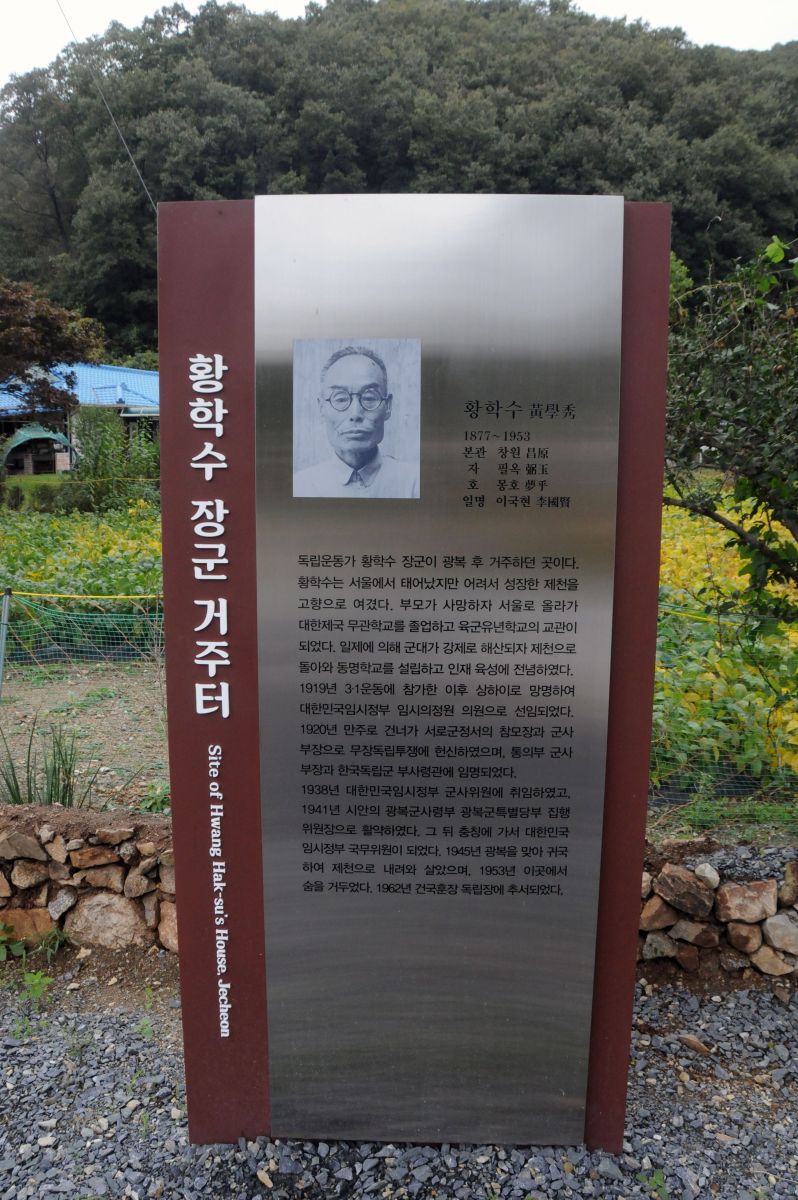 황학수 장군 거주터
Site of Hwang Hak-su's House, Jecheon
황학수 黃學秀
1877~1953
본관 창원 昌原
자 필옥 弼玉
호 몽호 夢乎
일명 이국현 李國賢
독립운동가 황학수 장군이 광복 후 거주하던 곳이다.
황학수는 서울에서 태어났지만 어려서 성장한 제천을
고향으로 여겼다. 부모가 사망하자 서울로 올라가
대한제국 무관학교를 졸업하고 육군유년학교의 교관이
되었다. 일제에 의해 군대가 강제로 해산되자 제천으로
돌아와 동명학교를 설립하고 인재 육성에 전념하였다.
1919년 3·1운동에 참가한 이후 상하이로 망명하여
대한민국임시정부 임시의정원 의원으로 선임되었다.
1920년 만주로 건너가 서로군정서의 참모장과 군사
부장으로 무장독립투쟁에 헌신하였으며, 통의부 군사
부장과 한국독립군 부사령관에 임명되었다.
1938년 대한민국임시정부 군사위원에 취임하였고,
1941년 시안의 광복군사령부 광복군특별당부 집행
위원장으로 활약하였다. 그 뒤 충칭에 가서 대한민국
임시정부 국무위원이 되었다. 1945년 광복을 맞아 귀국
하여 제천으로 내려와 살았으며, 1953년 이곳에서
숨을 거두었다. 1962년 건국훈장 독립장에 추서되었다.